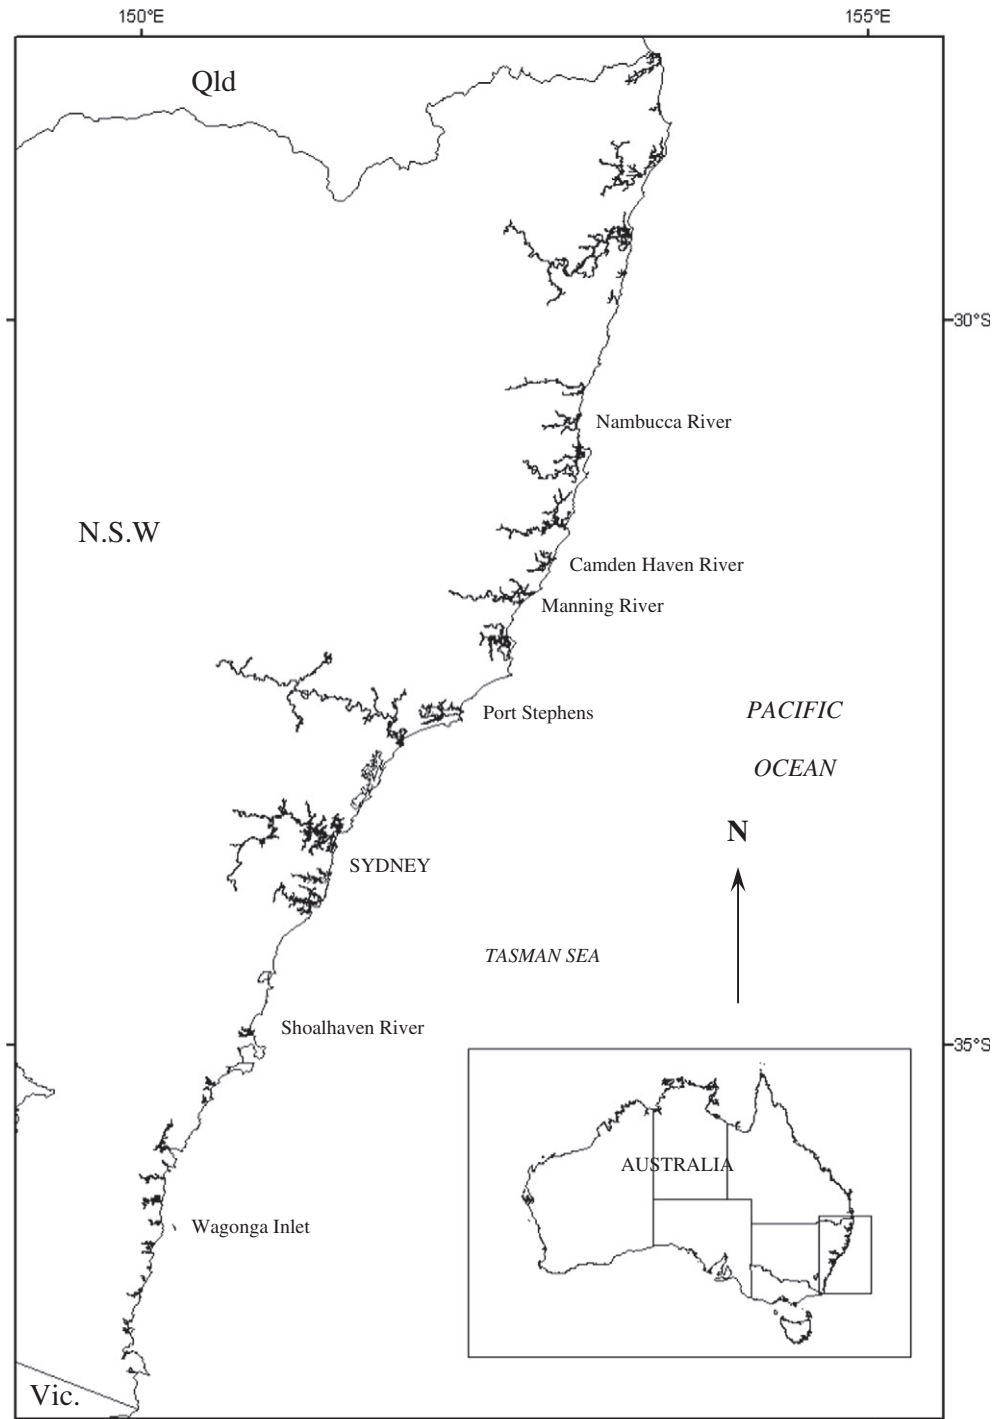 150°E
155°E
Qld
30°S
Nambucca River
N.S.W
Camden Haven River
Manning River
Port Stephens
PACIFIC
OCEAN
N
SYDNEY
TASMAN SEA
Shoalhaven River
35°S
AUSTRALIA
Wagonga Inlet
Vic.